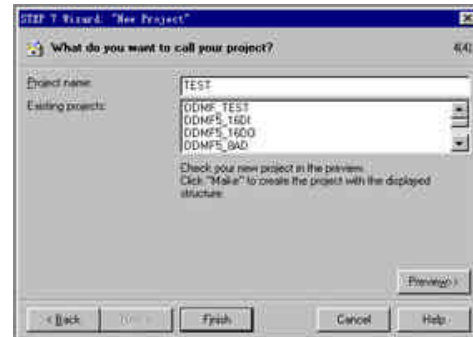 STEP 7 Wizard: "New Project"
What do you want to call your project?
4(4)
Project name:
TEST
Existing projects:
DDMF_TEST
DDMF5_16DI
DDMF5_16DO
DDMF5_8AD
Check your new project in the preview.
Click "Make" to create the project with the displayed
structure.
Preview>
< Back
Next >
Finish
Cancel
Help